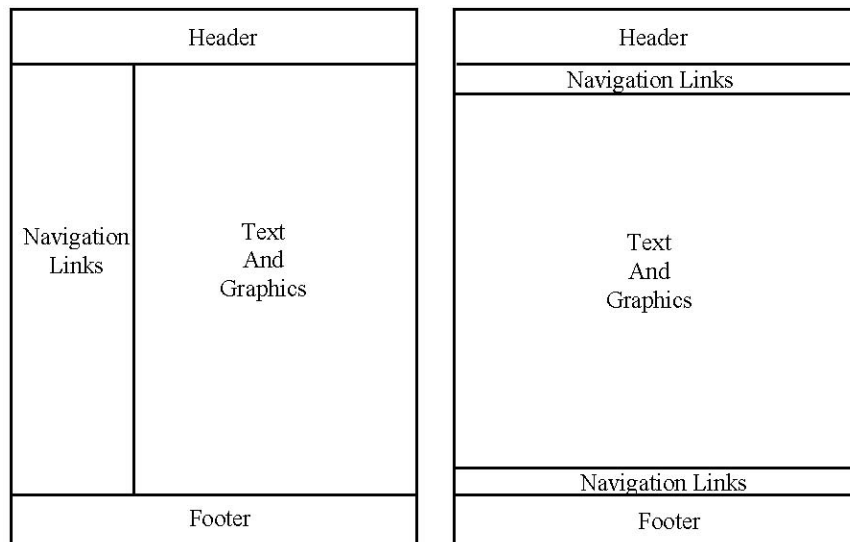 Header
Navigation
Links
Text
And
Graphics
Footer
Header
Navigation Links
Text
And
Graphics
Navigation Links
Footer